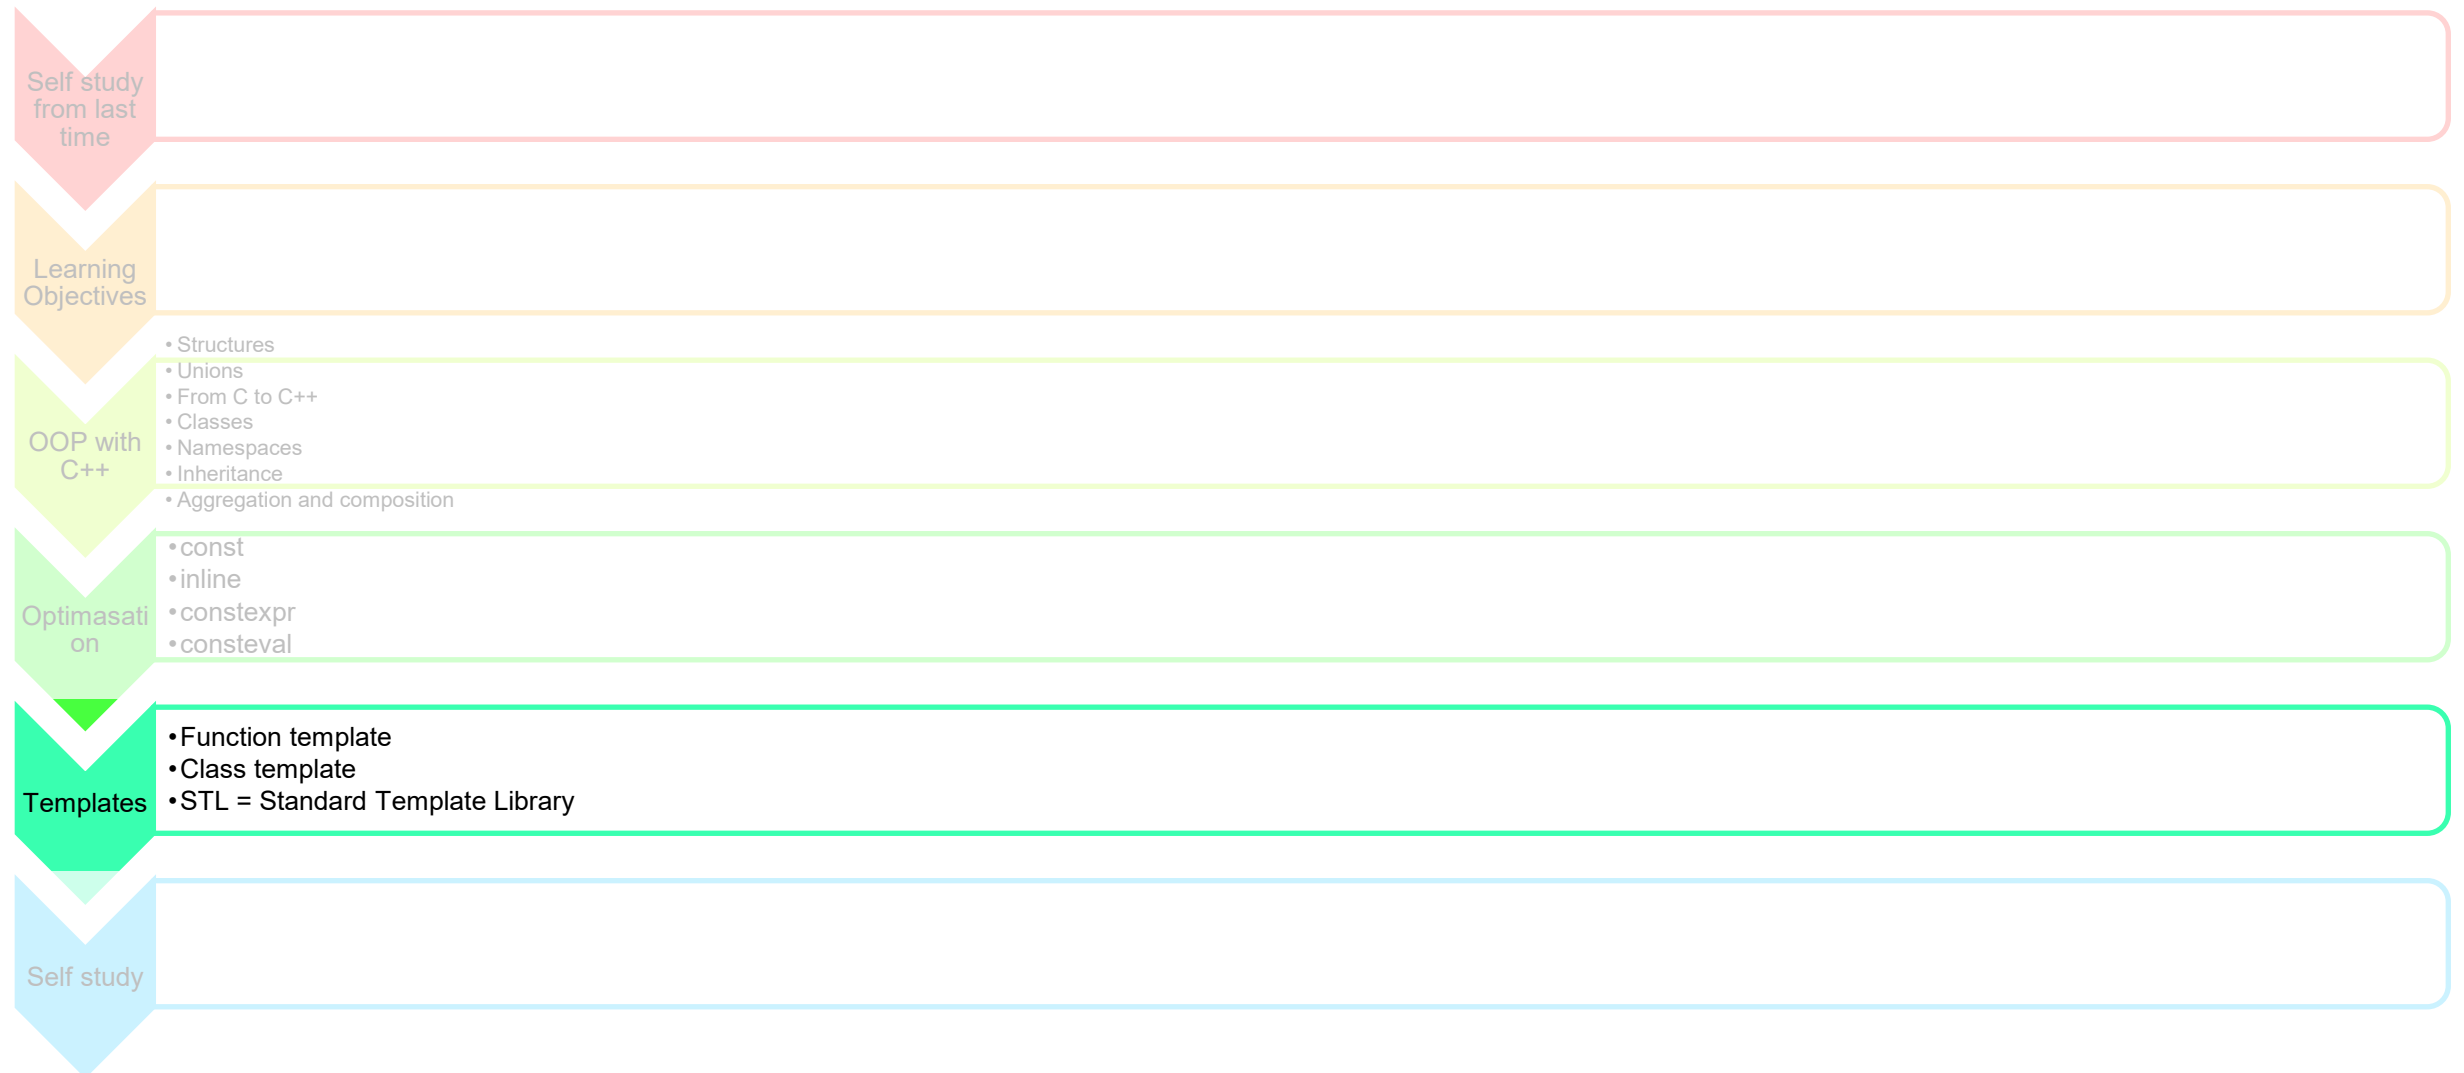 Self study
from last
time
Learning
Objectives
OOP with
C++
• Structures
• Unions
• From C to C++
• Classes
• Namespaces
• Inheritance
• Aggregation and composition
Optimasati
on
•const
•inline
•constexpr
•consteval
Templates
•Function template
•Class template
•STL = Standard Template Library
Self study